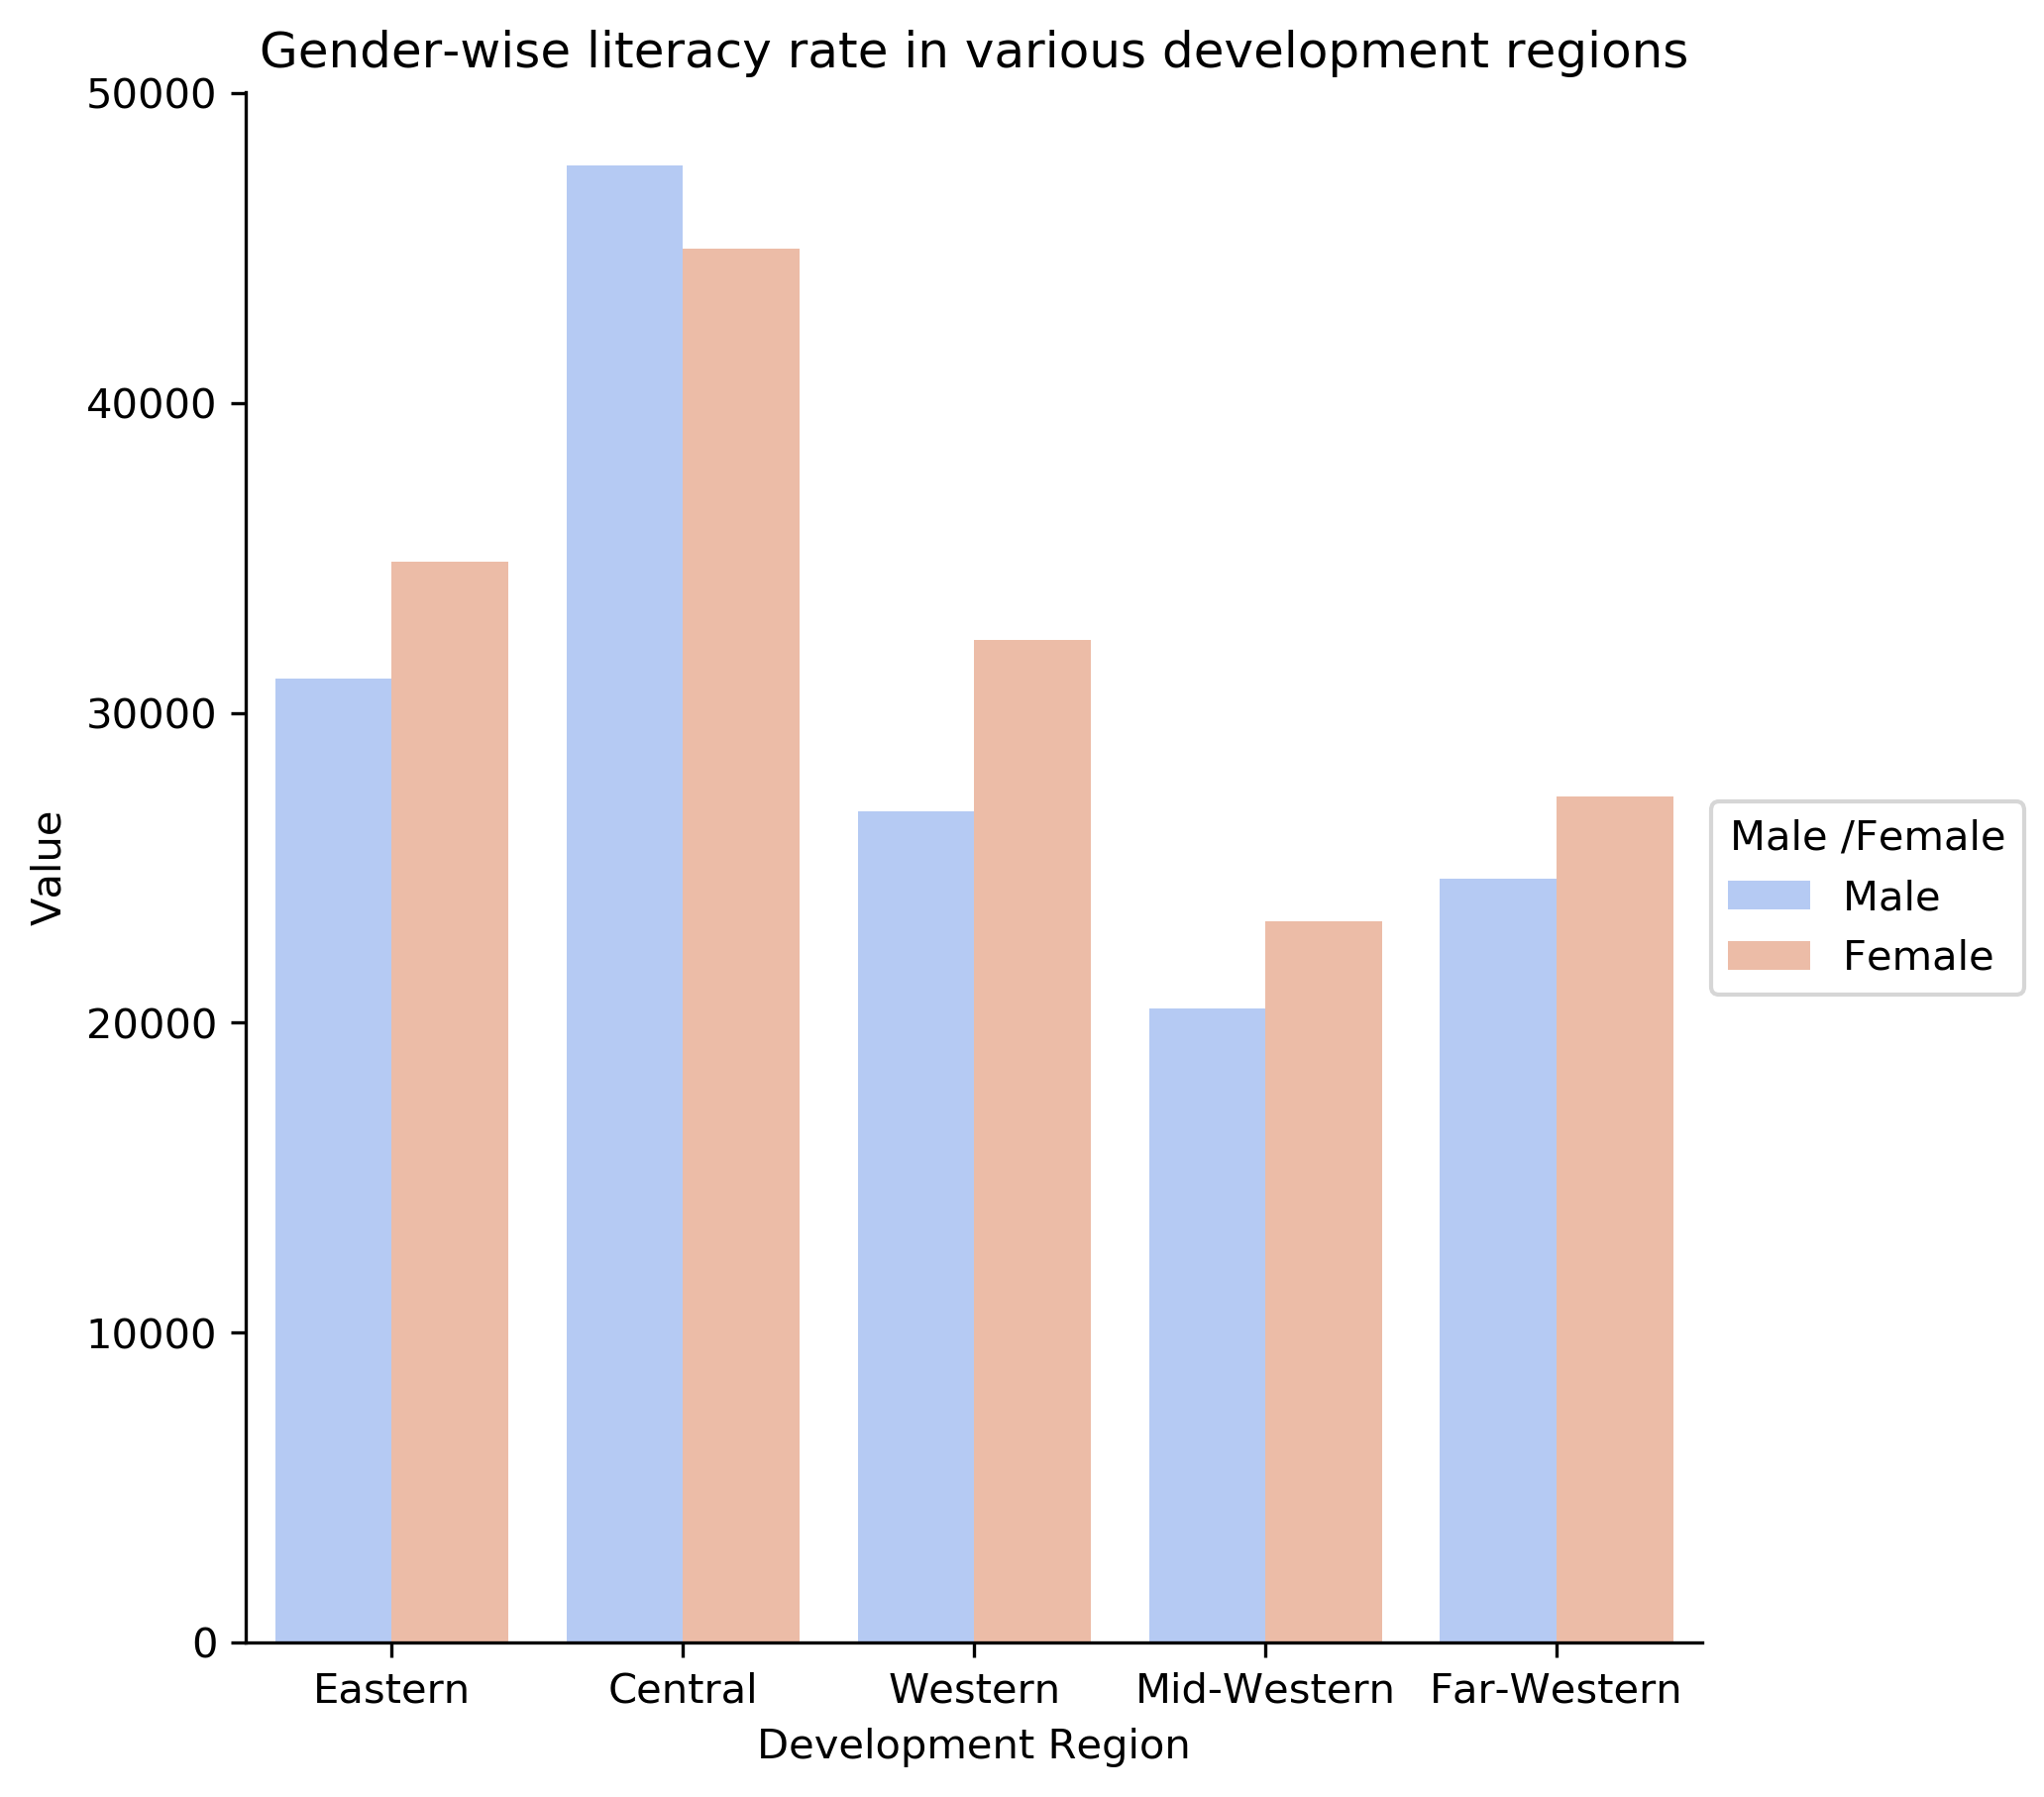 Gender-wise literacy rate in various development regions
50000
40000
30000
20000
10000
0
Value
Eastern Central Western Mid-Western Far-Western
Development Region
Male /Female
Male
Female